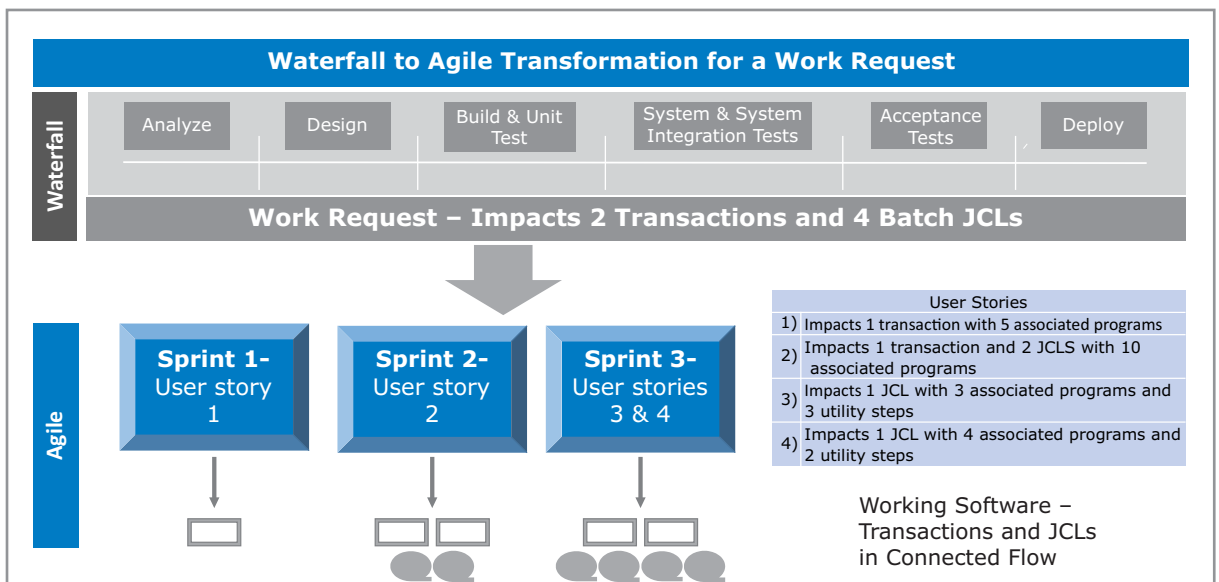 Waterfall to Agile Transformation for a Work Request
Waterfall
Analyze
Design
Build & Unit
Test
System & System
Integration Tests
Acceptance
Tests
Deploy
Work Request – Impacts 2 Transactions and 4 Batch JCLs
Agile
Sprint 1-
User story
1
Sprint 2-
User story
2
Sprint 3-
User stories
3 & 4
User Stories
1) Impacts 1 transaction with 5 associated programs
2) Impacts 1 transaction and 2 JCLS with 10
associated programs
3) Impacts 1 JCL with 3 associated programs and
3 utility steps
4) Impacts 1 JCL with 4 associated programs and
2 utility steps
Working Software –
Transactions and JCLs
in Connected Flow